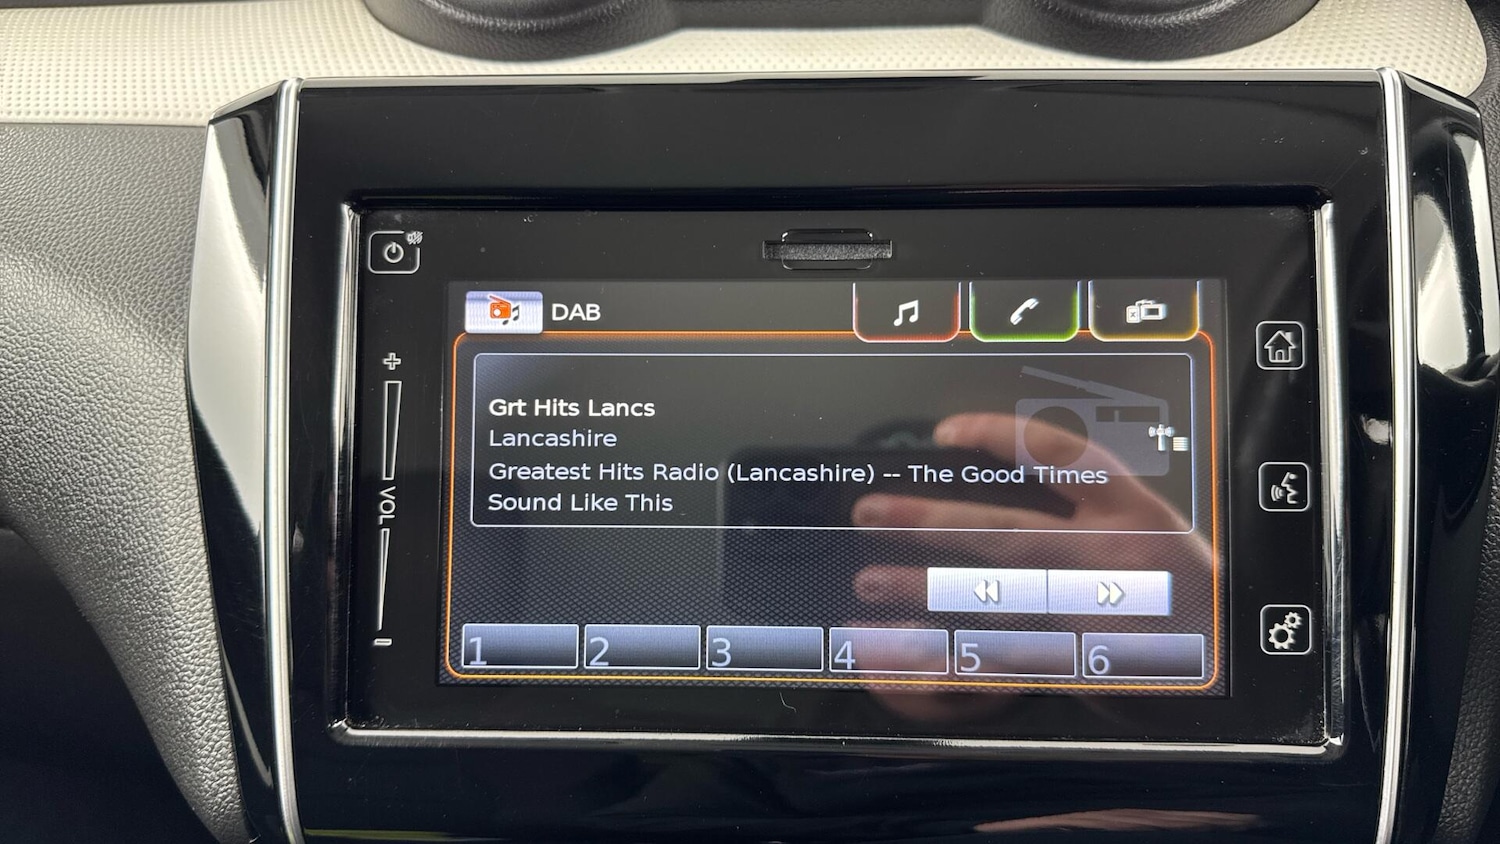 DAB
Grt Hits Lancs
Lancashire
Greatest Hits Radio (Lancashire) -- The Good Times
Sound Like This
+
VOL
−
1 2 3 4 5 6